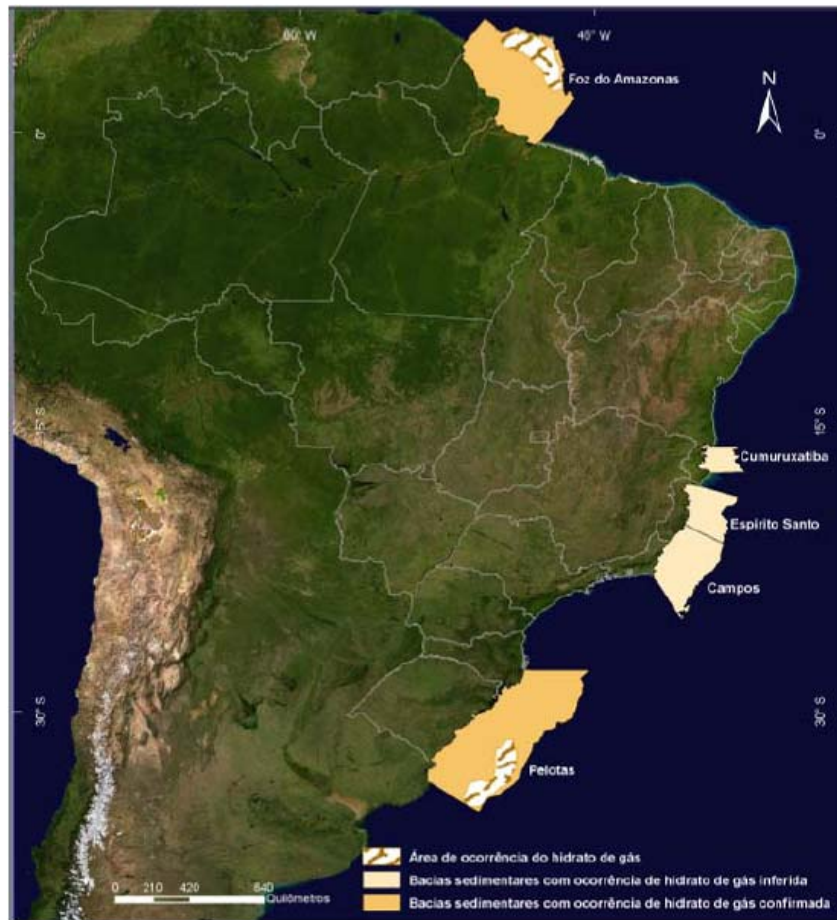 60° W
40° W
Foz do Amazonas
N
0°
0°
15° S
15° S
Cumuruxatiba
Espírito Santo
Campos
30° S
30° S
Pelotas
Área de ocorrência do hidrato de gás
Bacias sedimentares com ocorrência de hidrato de gás inferida
Bacias sedimentares com ocorrência de hidrato de gás confirmada
0 210 420 840
Quilômetros